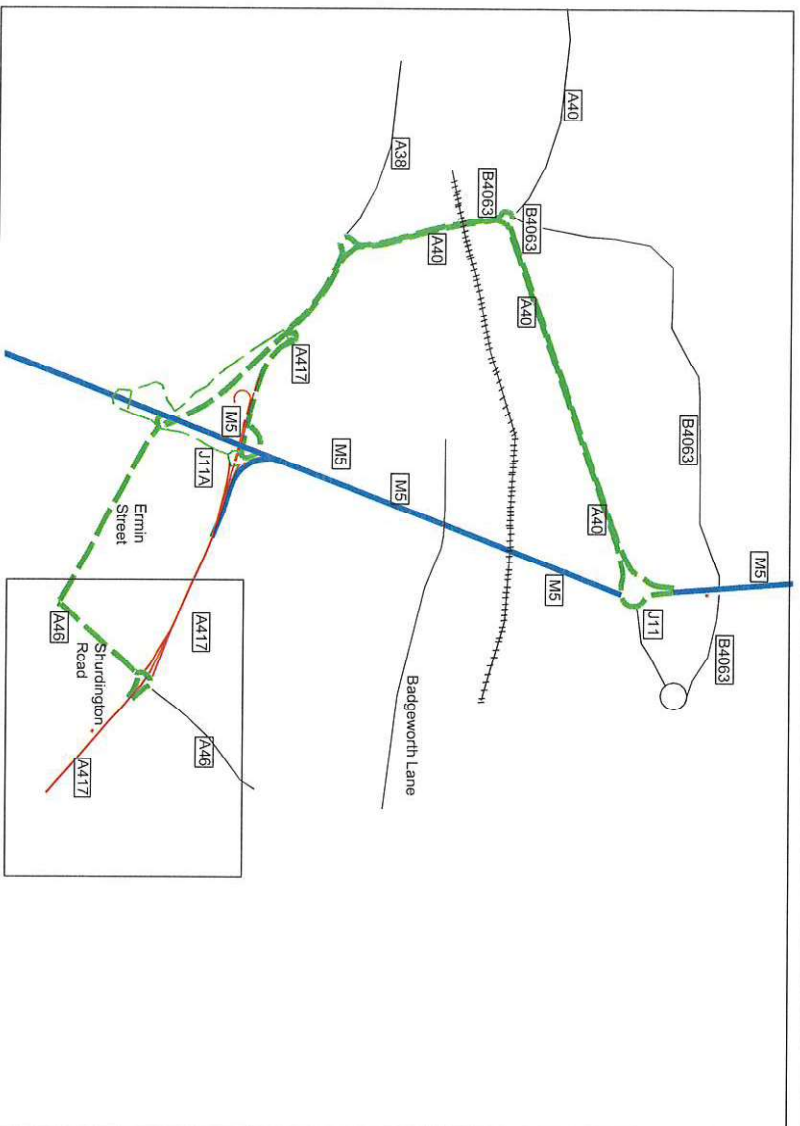 A40
A38
B4063
B4063
A40
A40
B4063
A417
M5
J11A
M5
M5
A40
M5
J11
M5
B4063
Ermin
Street
A46
A417
Shurdington
Road
A46
A417
Badgeworth Lane